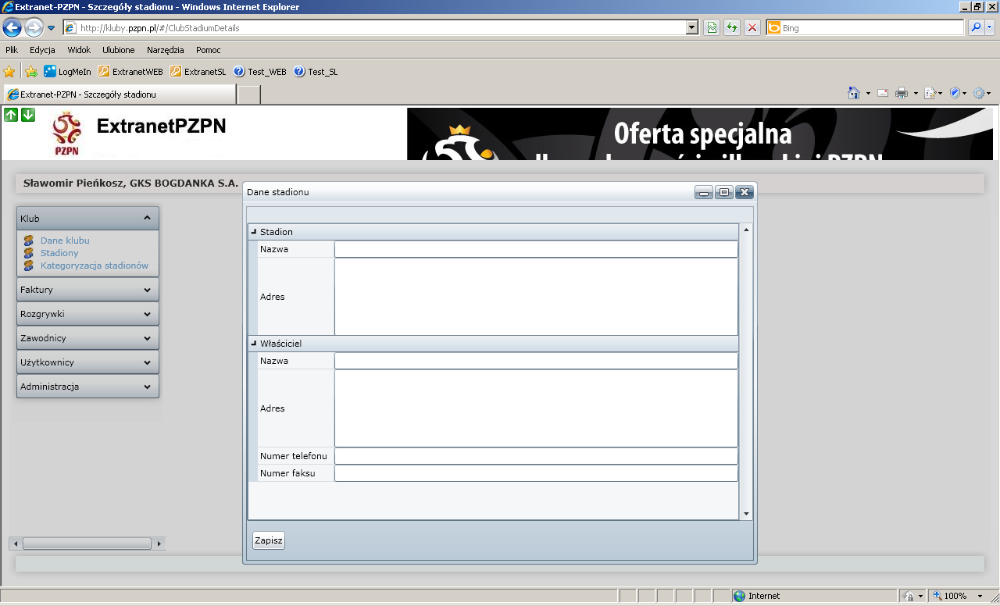 Extranet-PZPN - Szczegóły stadionu - Windows Internet Explorer
http://kluby.pzpn.pl/#/ClubStadiumDetails
Bing
Plik Edycja Widok Ulubione Narzędzia Pomoc
LogMeIn ExtranetWEB ExtranetSL Test_WEB Test_SL
Extranet-PZPN - Szczegóły stadionu
PZPN
ExtranetPZPN
Oferta specjalna
Sławomir Pieńkosz, GKS BOGDANKA S.A.
Klub
Dane klubu
Stadiony
Kategoryzacja stadionów
Faktury
Rozgrywki
Zawodnicy
Użytkownicy
Administracja
Dane stadionu
Stadion
Nazwa
Adres
Właściciel
Nazwa
Adres
Numer telefonu
Numer faksu
Zapisz
Internet
100%